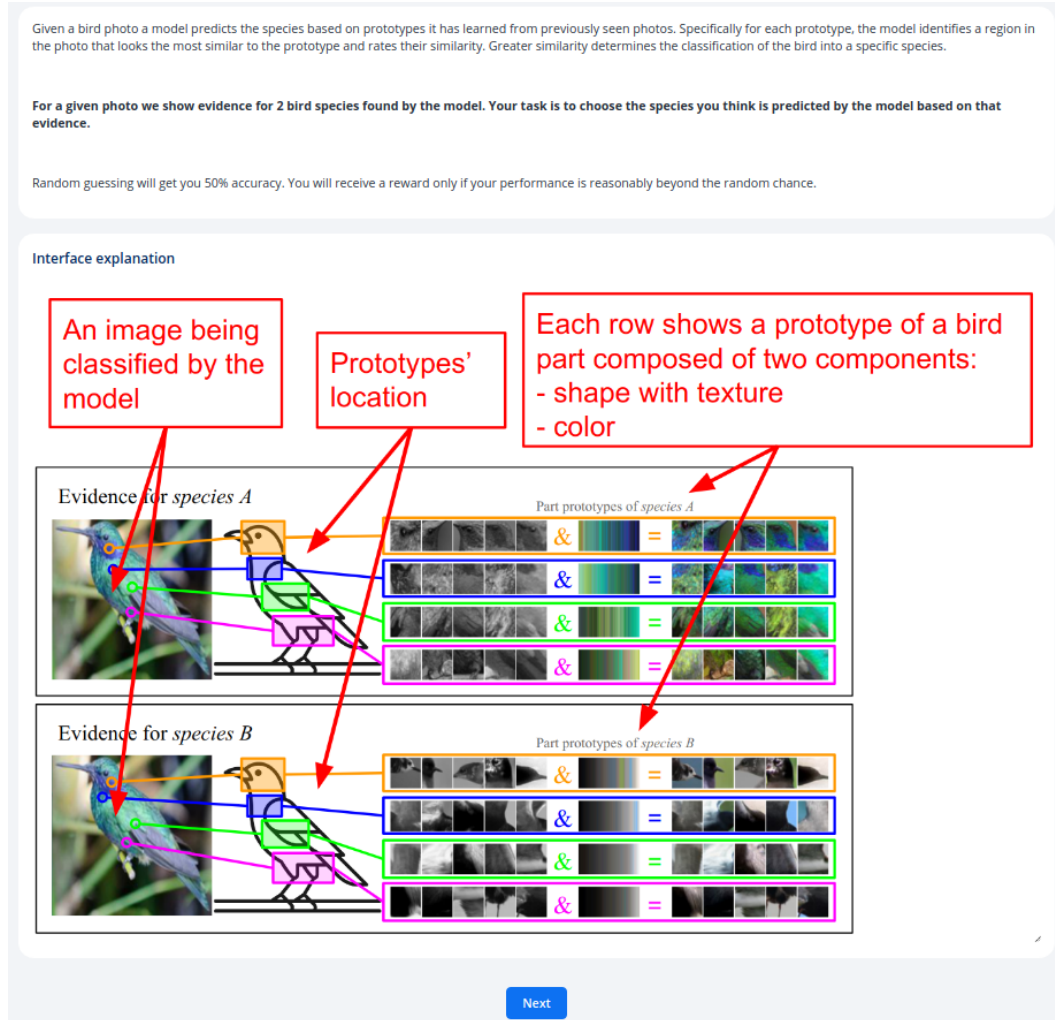 Given a bird photo a model predicts the species based on prototypes it has learned from previously seen photos. Specifically for each prototype, the model identifies a region in
the photo that looks the most similar to the prototype and rates their similarity. Greater similarity determines the classification of the bird into a specific species.
For a given photo we show evidence for 2 bird species found by the model. Your task is to choose the species you think is predicted by the model based on that
evidence.
Random guessing will get you 50% accuracy. You will receive a reward only if your performance is reasonably beyond the random chance.
Interface explanation
An image being
classified by the
model
Prototypes'
location
Each row shows a prototype of a bird
part composed of two components:
- shape with texture
- color
Evidence for species A
Part prototypes of species A
& =
& =
& =
& =
Evidence for species B
Part prototypes of species B
& =
& =
& =
& =
Next